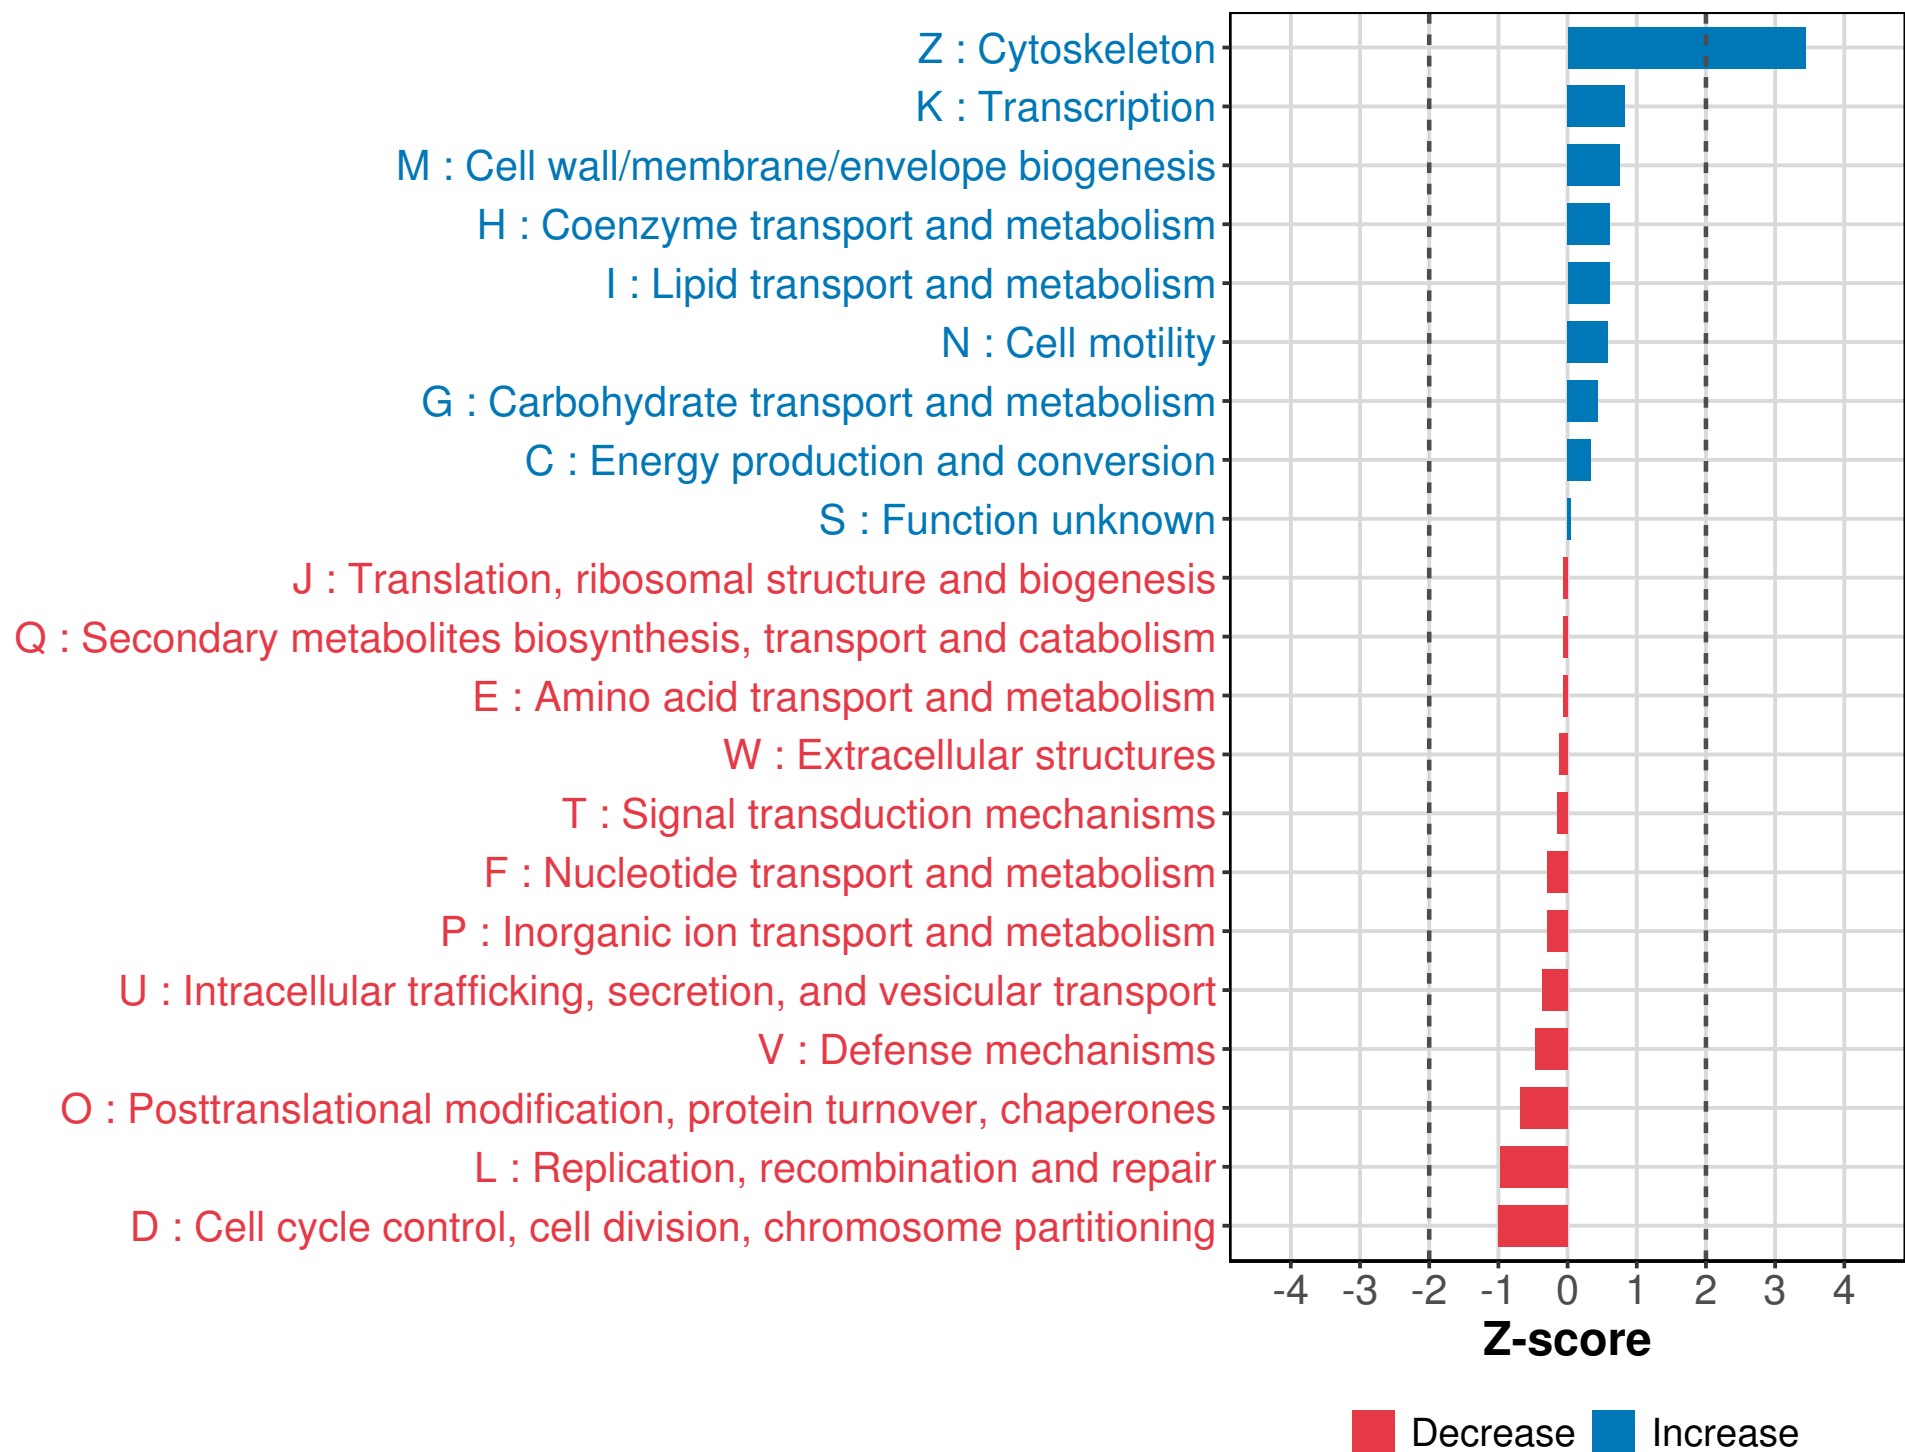 Z : Cytoskeleton
K : Transcription
M : Cell wall/membrane/envelope biogenesis
H : Coenzyme transport and metabolism
I : Lipid transport and metabolism
N : Cell motility
G : Carbohydrate transport and metabolism
C : Energy production and conversion
S : Function unknown
J : Translation, ribosomal structure and biogenesis
Q : Secondary metabolites biosynthesis, transport and catabolism
E : Amino acid transport and metabolism
W : Extracellular structures
T : Signal transduction mechanisms
F : Nucleotide transport and metabolism
P : Inorganic ion transport and metabolism
U : Intracellular trafficking, secretion, and vesicular transport
V : Defense mechanisms
O : Posttranslational modification, protein turnover, chaperones
L : Replication, recombination and repair
D : Cell cycle control, cell division, chromosome partitioning
-4 -3 -2 -1 0 1 2 3 4
Z-score
Decrease Increase